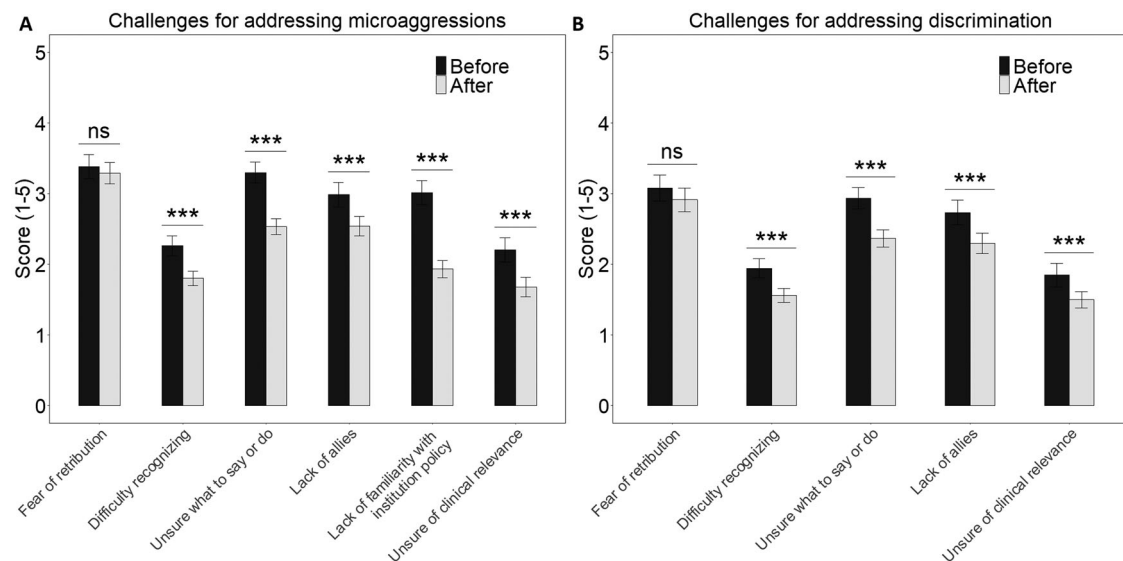 A
Challenges for addressing microaggressions
Before
After
Score (1-5)
5
4
3
2
1
0
ns
***
***
***
***
***
Fear of retribution
Difficulty recognizing
Unsure what to say or do
Lack of allies
Lack of familiarity with
institution policy
Unsure of clinical relevance
B
Challenges for addressing discrimination
Before
After
Score (1-5)
5
4
3
2
1
0
ns
***
***
***
***
Fear of retribution
Difficulty recognizing
Unsure what to say or do
Lack of allies
Unsure of clinical relevance